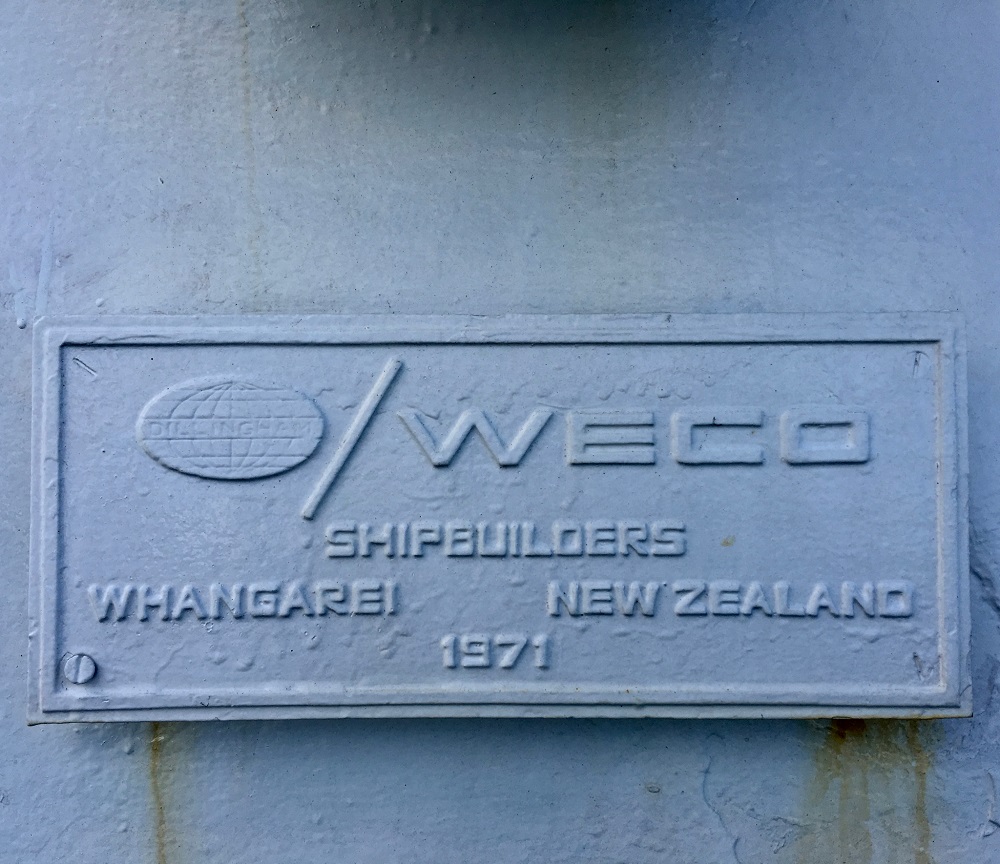 DILLINGHAM / WECO
SHIPBUILDERS
WHANGAREI NEW ZEALAND
1971